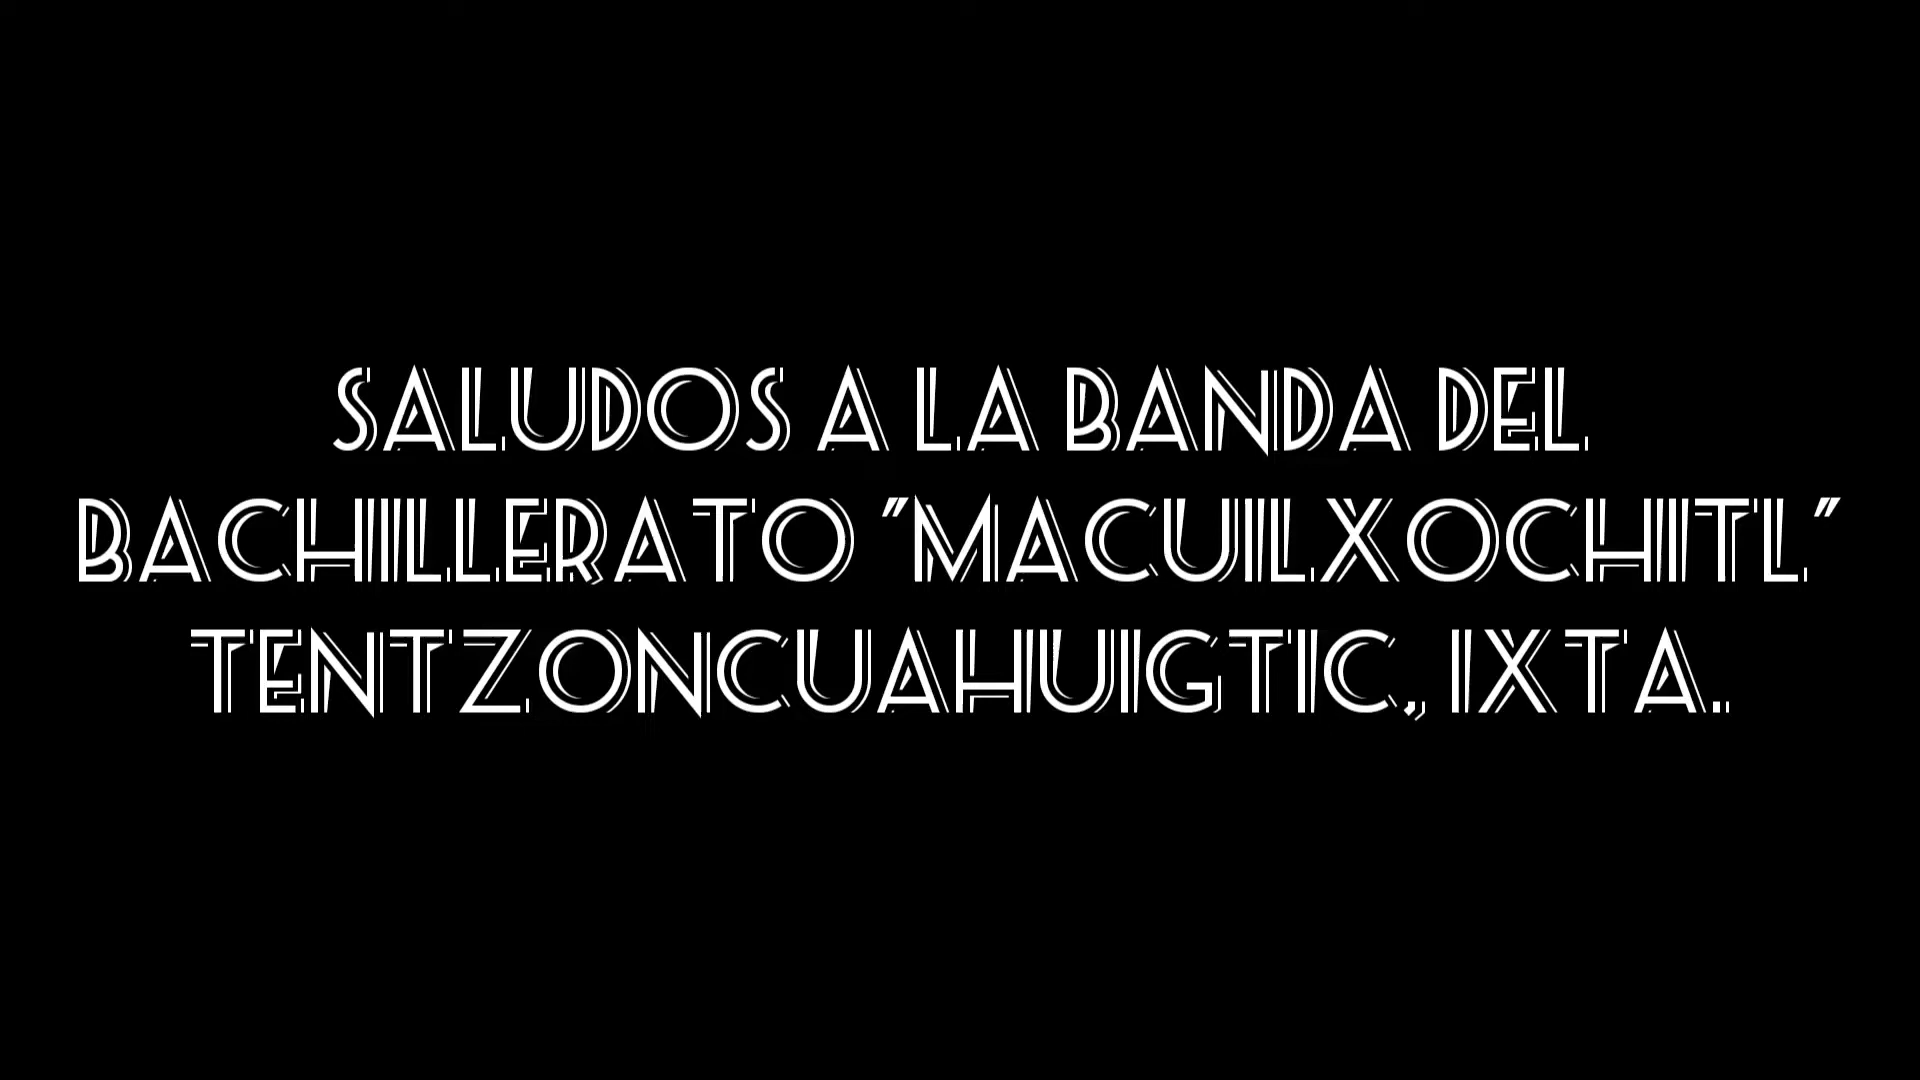 SALUDOS A LA BANDA DEL
BACHILLERATO "MACUILXOCHITL"
TENTZONCUAHUIGTIC, IXTA.